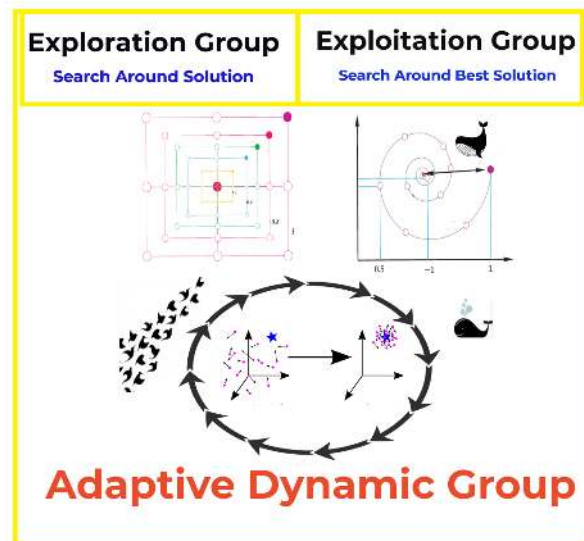 Exploration Group
Search Around Solution
Exploitation Group
Search Around Best Solution
0.5
-1
1
Adaptive Dynamic Group